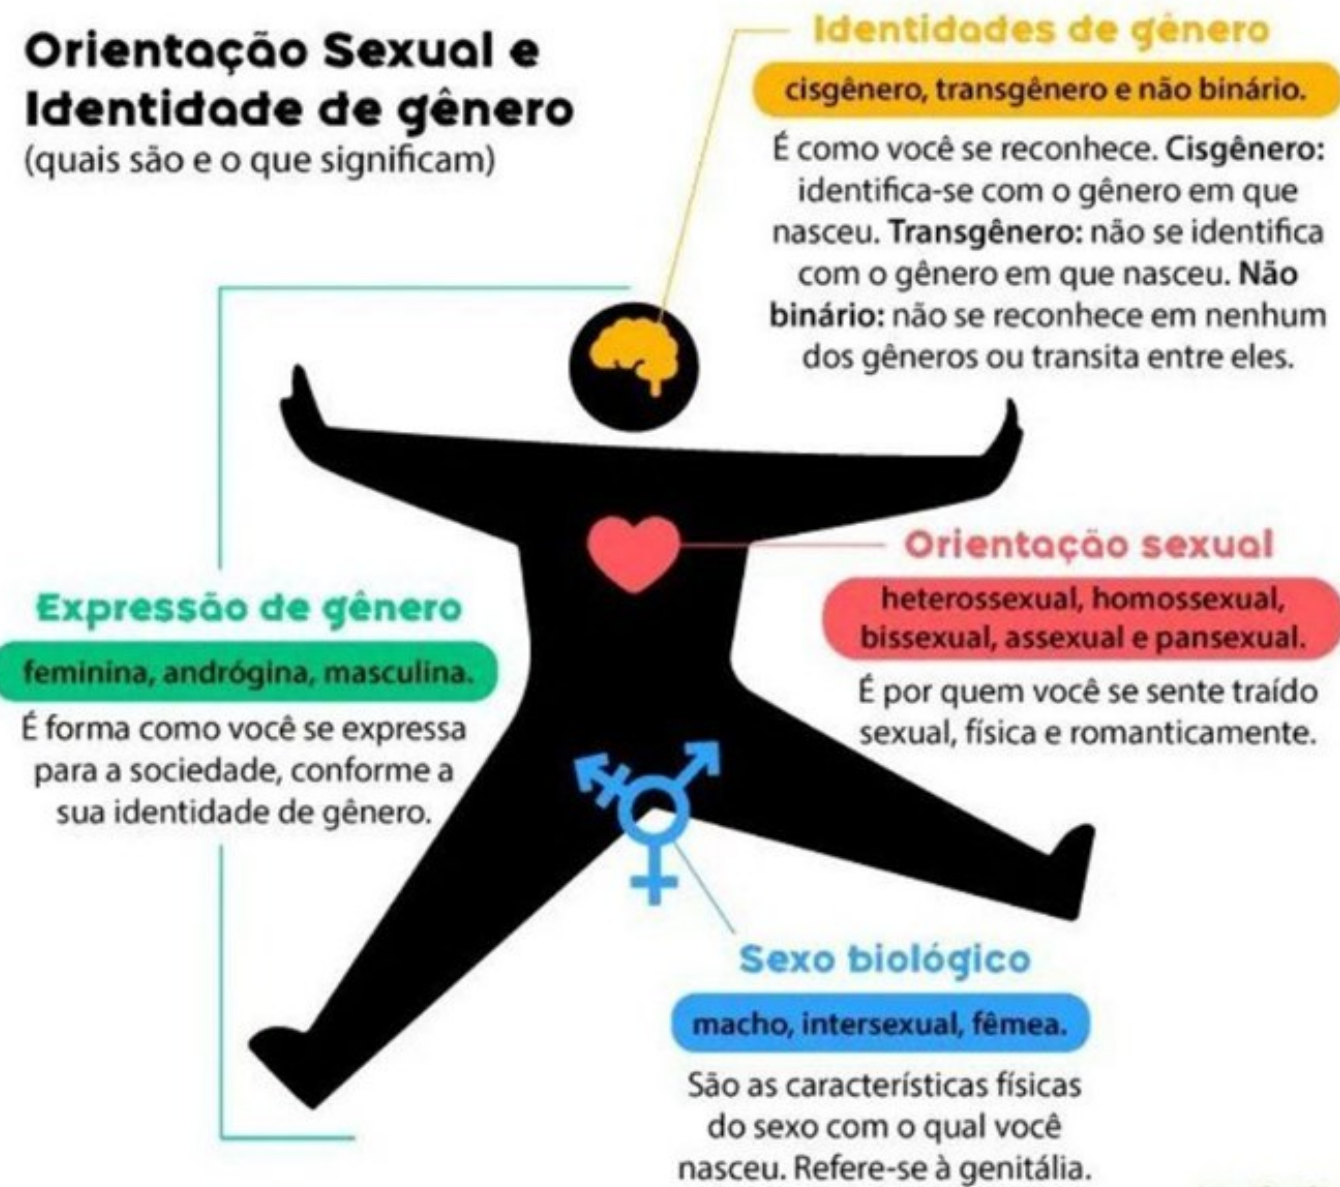 Orientação Sexual e
Identidade de gênero
(quais são e o que significam)
Identidades de gênero
cisgênero, transgênero e não binário.
É como você se reconhece. Cisgênero:
identifica-se com o gênero em que
nasceu. Transgênero: não se identifica
com o gênero em que nasceu. Não
binário: não se reconhece em nenhum
dos gêneros ou transita entre eles.
Orientação sexual
heterossexual, homossexual,
bissexual, assexual e pansexual.
É por quem você se sente traído
sexual, física e romanticamente.
Expressão de gênero
feminina, andrógina, masculina.
É forma como você se expressa
para a sociedade, conforme a
sua identidade de gênero.
Sexo biológico
macho, intersexual, fêmea.
São as características físicas
do sexo com o qual você
nasceu. Refere-se à genitália.